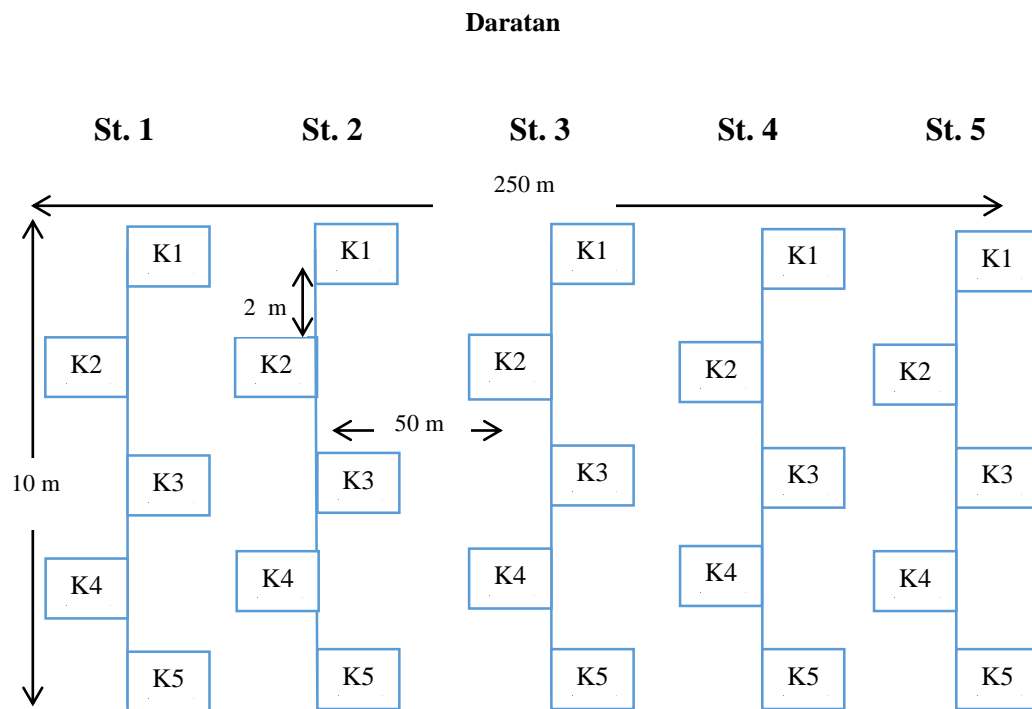 Daratan
St. 1 St. 2 St. 3 St. 4 St. 5
250 m
K1 K1 K1 K1 K1
2 m
K2 K2 K2 K2 K2
50 m
K3 K3 K3 K3 K3
10 m
K4 K4 K4 K4 K4
K5 K5 K5 K5 K5